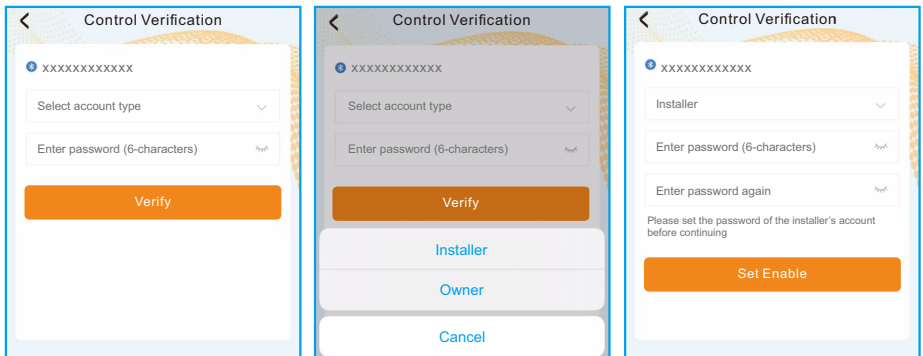 Control Verification
xxxxxxxxxxxx
Select account type
Enter password (6-characters)
Verify
Control Verification
xxxxxxxxxxxx
Select account type
Enter password (6-characters)
Verify
Installer
Owner
Cancel
Control Verification
xxxxxxxxxxxx
Installer
Enter password (6-characters)
Enter password again
Please set the password of the installer's account
before continuing
Set Enable